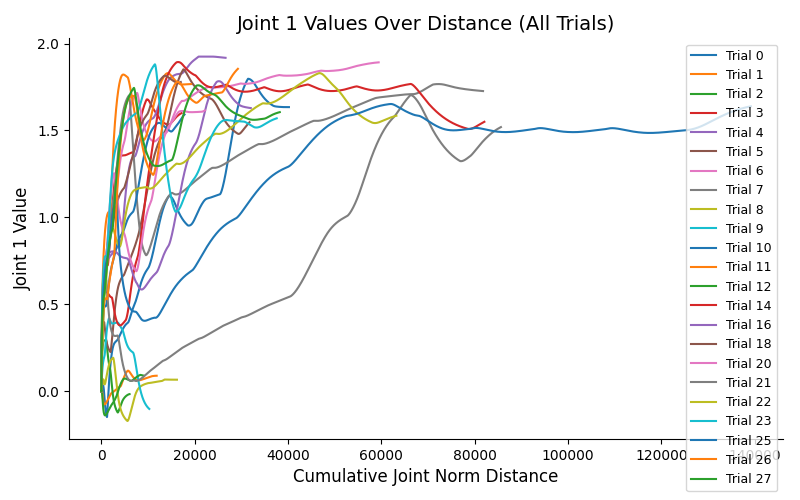 Joint 1 Values Over Distance (All Trials)
Joint 1 Value
2.0
1.5
1.0
0.5
0.0
0
20000
40000
60000
80000
100000
120000
140000
Cumulative Joint Norm Distance
Trial 0
Trial 1
Trial 2
Trial 3
Trial 4
Trial 5
Trial 6
Trial 7
Trial 8
Trial 9
Trial 10
Trial 11
Trial 12
Trial 14
Trial 16
Trial 18
Trial 20
Trial 21
Trial 22
Trial 23
Trial 25
Trial 26
Trial 27